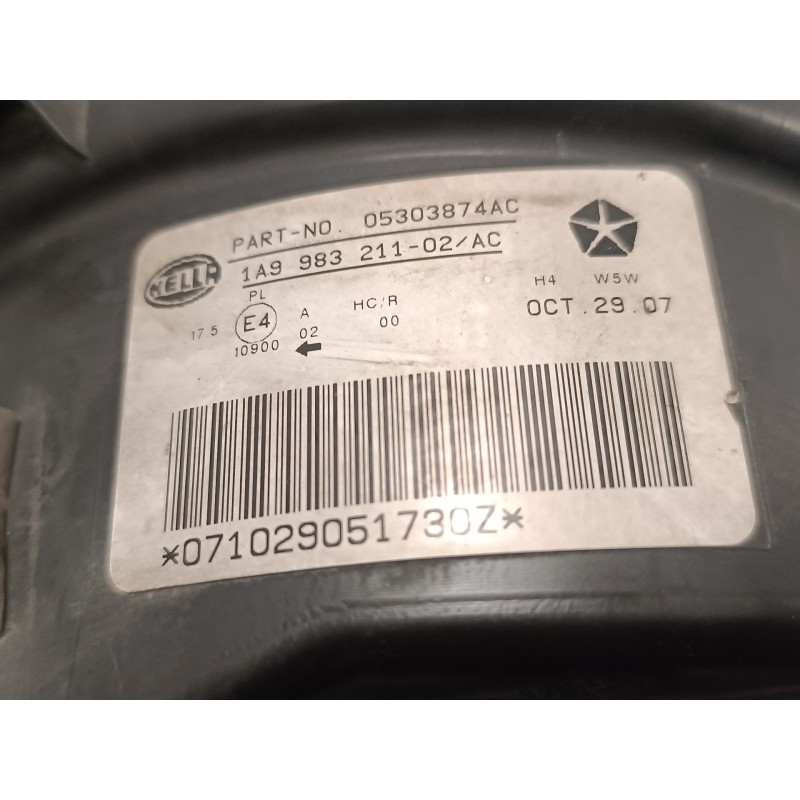 HELLA
PART-NO. 05303874AC
1A9 983 211-02/AC
H4 W5W
OCT.29.07
PL
17.5 E4 A HC/R
02 00
10900
*071029051730Z*